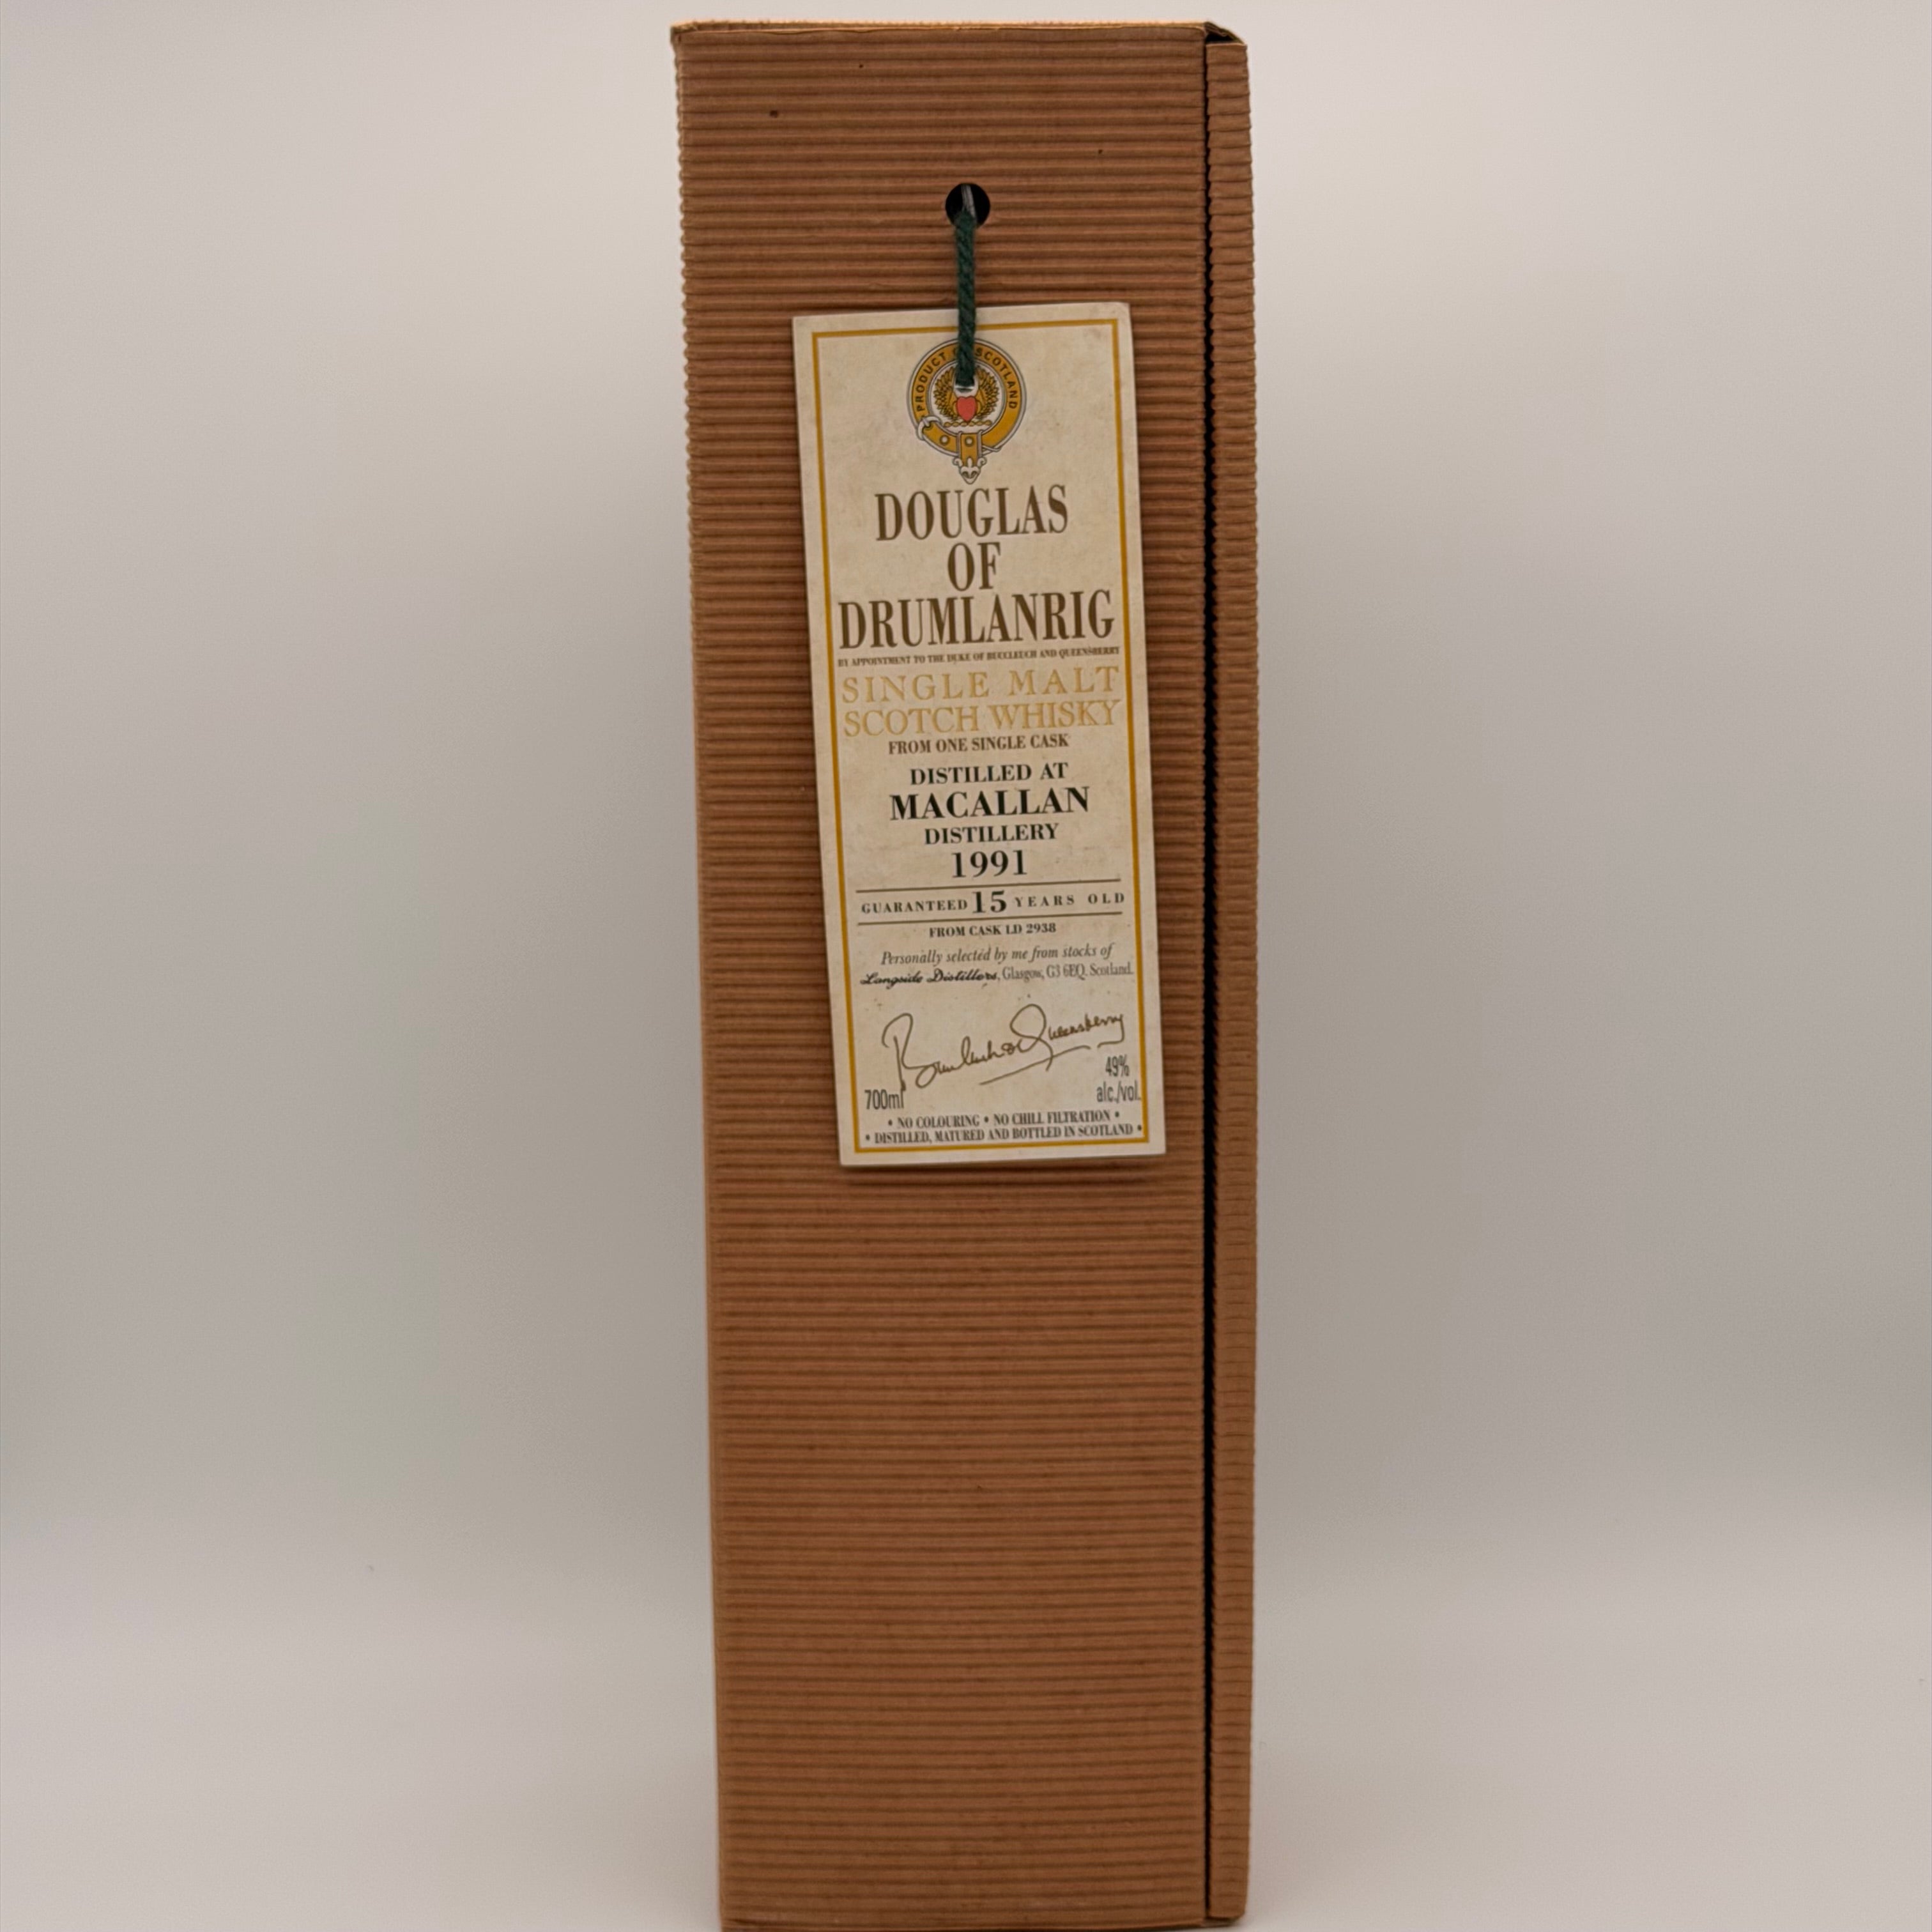 PRODUCT OF SCOTLAND
DOUGLAS
OF
DRUMLANRIG
BY APPOINTMENT TO THE DUKE OF BUCCLEUCH AND QUEENSBERRY
SINGLE MALT
SCOTCH WHISKY
FROM ONE SINGLE CASK
DISTILLED AT
MACALLAN
DISTILLERY
1991
GUARANTEED 15 YEARS OLD
FROM CASK LD 2938
Personally selected by me from stocks of
Langside Distillers, Glasgow, G3 6EQ. Scotland.
Buccleuch & Queensberry
49%
700ml alc./vol.
• NO COLOURING • NO CHILL FILTRATION •
• DISTILLED, MATURED AND BOTTLED IN SCOTLAND •